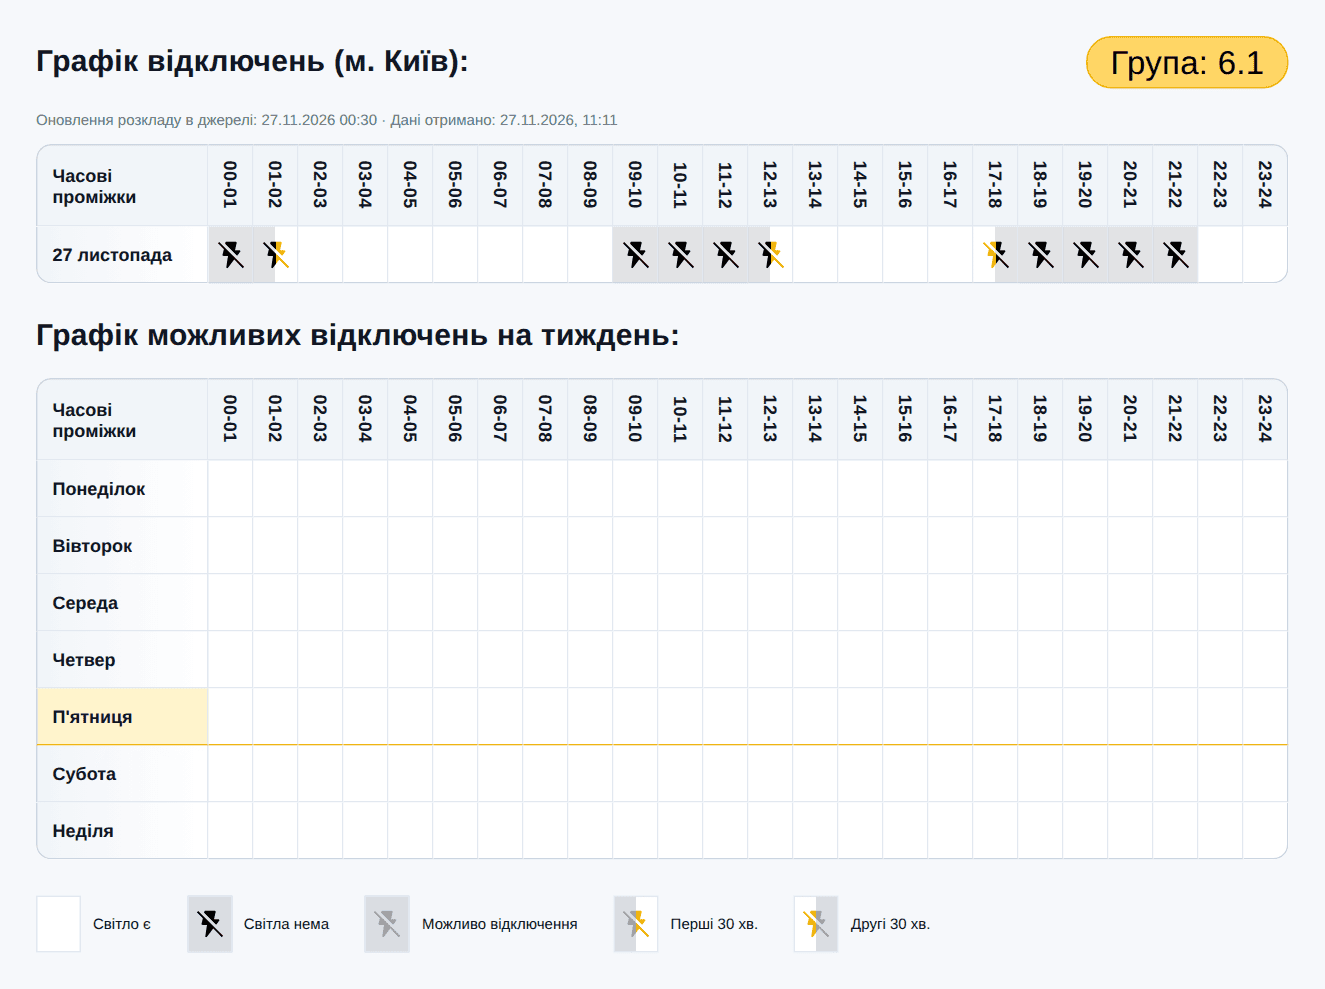 Графік відключень (м. Київ):
Група: 6.1
Оновлення розкладу в джерелі: 27.11.2026 00:30 · Дані отримано: 27.11.2026, 11:11
Часові
проміжки
00-01 01-02 02-03 03-04 04-05 05-06 06-07 07-08 08-09 09-10 10-11 11-12 12-13 13-14 14-15 15-16 16-17 17-18 18-19 19-20 20-21 21-22 22-23 23-24
27 листопада
Графік можливих відключень на тиждень:
Часові
проміжки
00-01 01-02 02-03 03-04 04-05 05-06 06-07 07-08 08-09 09-10 10-11 11-12 12-13 13-14 14-15 15-16 16-17 17-18 18-19 19-20 20-21 21-22 22-23 23-24
Понеділок
Вівторок
Середа
Четвер
П'ятниця
Субота
Неділя
Світло є Світла нема Можливо відключення Перші 30 хв. Другі 30 хв.